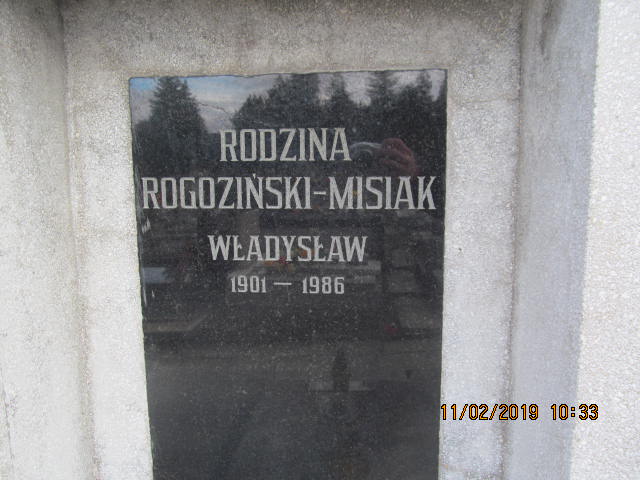 RODZINA
ROGOZIŃSKI-MISIAK
WŁADYSŁAW
1901 — 1986
11/02/2019 10:33